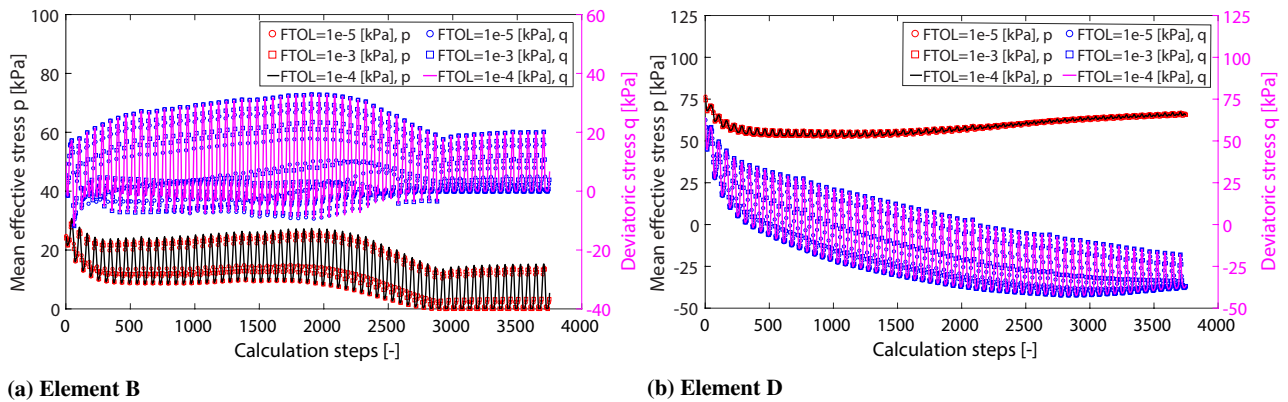 100
80
60
40
20
0
Mean effective stress p [kPa]
FTOL=1e-5 [kPa], p
FTOL=1e-5 [kPa], q
FTOL=1e-3 [kPa], p
FTOL=1e-3 [kPa], q
FTOL=1e-4 [kPa], p
FTOL=1e-4 [kPa], q
60
40
20
0
-20
-40
Deviatoric stress q [kPa]
0 500 1000 1500 2000 2500 3000 3500 4000
Calculation steps [-]
(a) Element B
125
100
75
50
25
0
-25
-50
Mean effective stress p [kPa]
FTOL=1e-5 [kPa], p
FTOL=1e-5 [kPa], q
FTOL=1e-3 [kPa], p
FTOL=1e-3 [kPa], q
FTOL=1e-4 [kPa], p
FTOL=1e-4 [kPa], q
125
100
75
50
25
0
-25
-50
Deviatoric stress q [kPa]
0 500 1000 1500 2000 2500 3000 3500 4000
Calculation steps [-]
(b) Element D